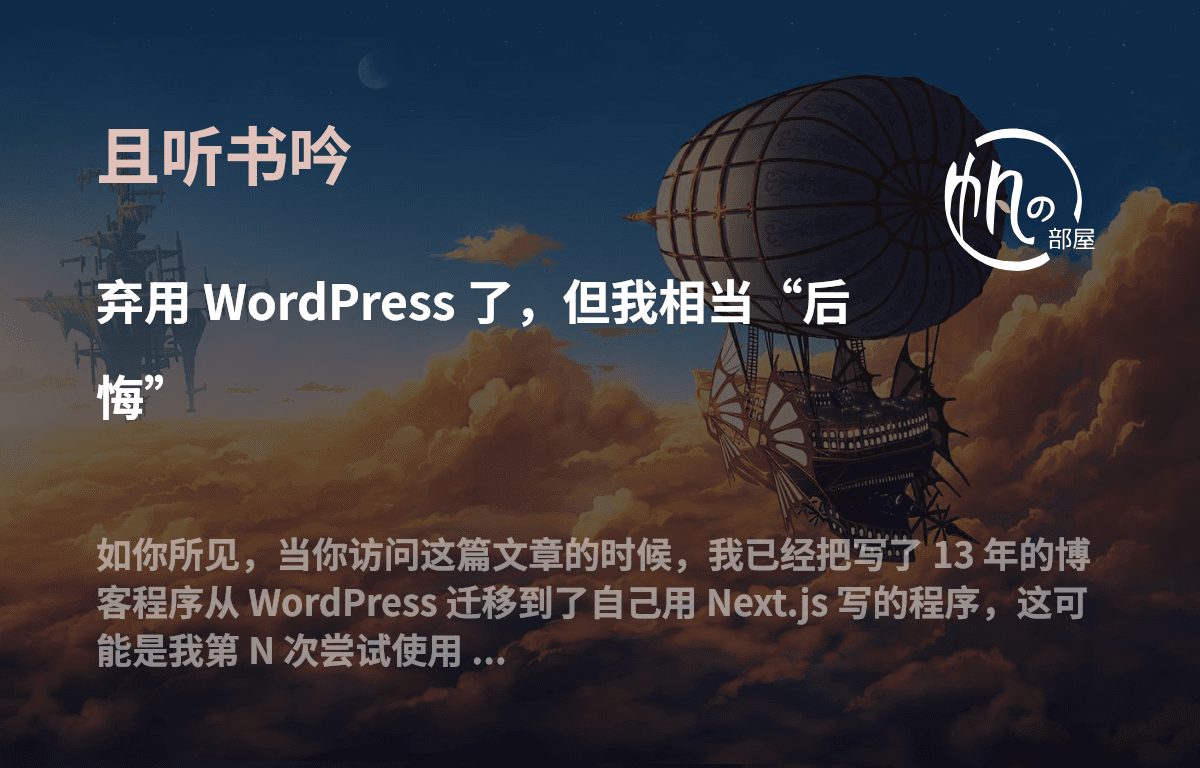 且听书吟
帆の
部屋
弃用 WordPress 了，但我相当“后
悔”
如你所见，当你访问这篇文章的时候，我已经把写了 13 年的博
客程序从 WordPress 迁移到了自己用 Next.js 写的程序，这可
能是我第 N 次尝试使用 ...